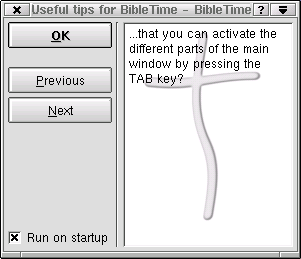 Useful tips for BibleTime - BibleTime
OK
Previous
Next
Run on startup
...that you can activate the
different parts of the main
window by pressing the
TAB key?